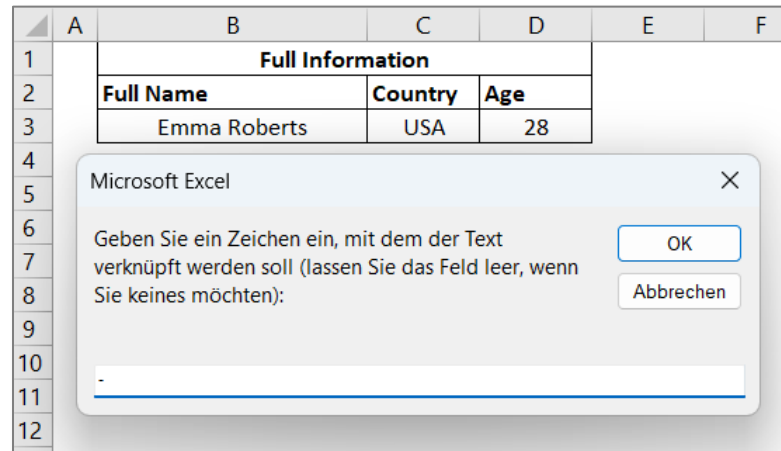 A B C D E F
1 Full Information
2 Full Name Country Age
3 Emma Roberts USA 28
4
5
6
7
8
9
10
11
12
Microsoft Excel
Geben Sie ein Zeichen ein, mit dem der Text
verknüpft werden soll (lassen Sie das Feld leer, wenn
Sie keines möchten):
OK
Abbrechen
-